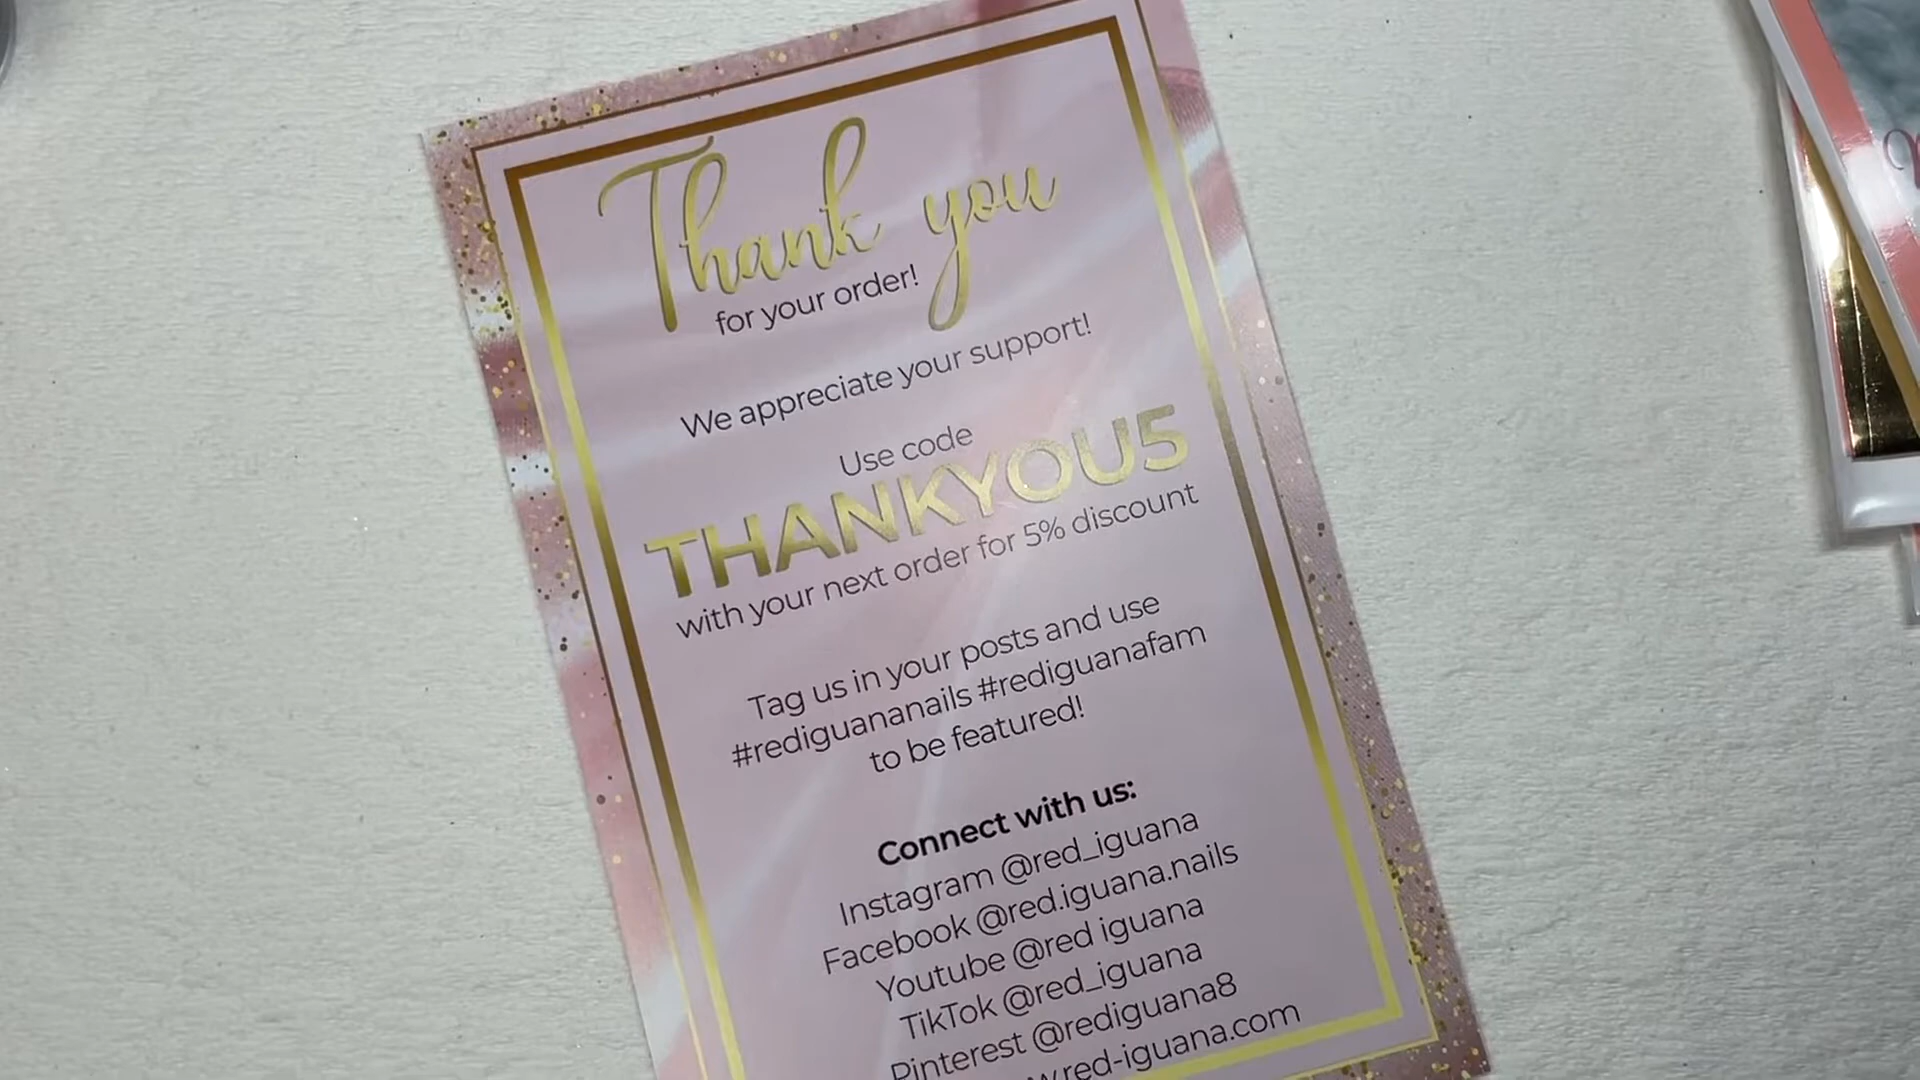 Thank you
for your order!
We appreciate your support!
Use code
THANKYOU5
with your next order for 5% discount
Tag us in your posts and use
#rediguananails #rediguanafam
to be featured!
Connect with us:
Instagram @red_iguana
Facebook @red.iguana.nails
Youtube @red iguana
TikTok @red_iguana
Pinterest @rediguana8
red-iguana.com